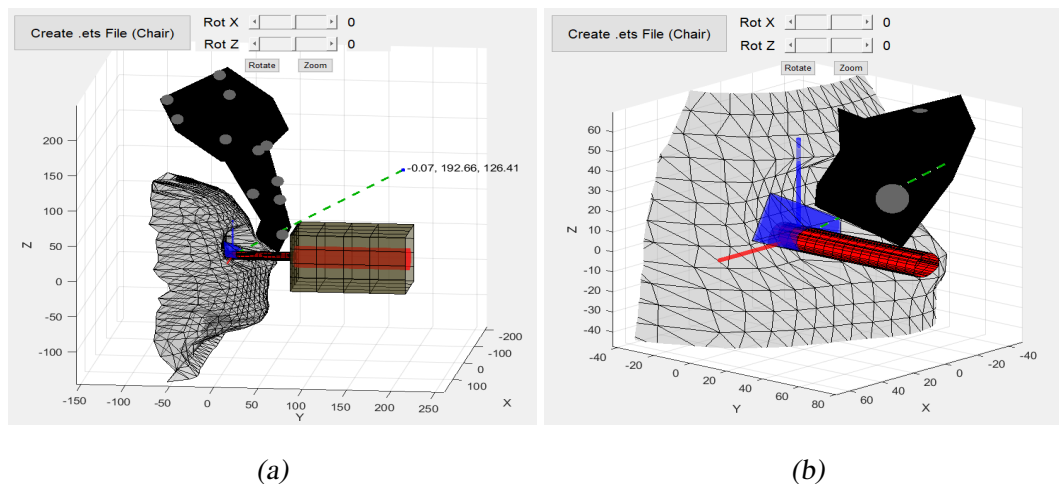 Create .ets File (Chair)
Rot X 0
Rot Z 0
Rotate Zoom
200
150
100
50
0
-50
-100
Z
-0.07, 192.66, 126.41
-150 -100 -50 0 50 100 150 200 250
Y
-200
-100
0
100
X
(a)
Create .ets File (Chair)
Rot X 0
Rot Z 0
Rotate Zoom
60
50
40
30
20
10
0
-10
-20
-30
-40
Z
-40 -20 0 20 40 60 80
Y
60 40 20 0 -20 -40
X
(b)